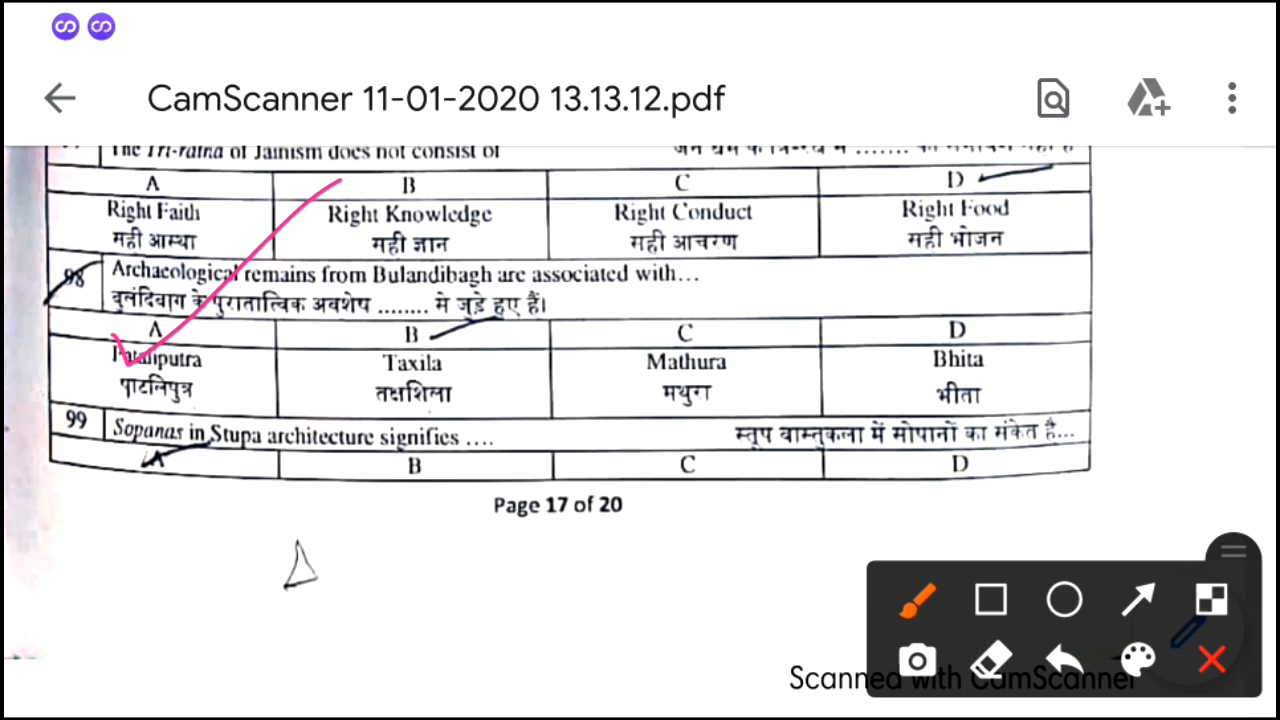 CamScanner 11-01-2020 13.13.12.pdf
The Tri-ratna of Jainism does not consist of
A B C D
Right Faith Right Knowledge Right Conduct Right Food
सही आस्था सही ज्ञान सही आचरण सही भोजन
98 Archaeological remains from Bulandibagh are associated with...
बुलंदिबाग के पुरातात्विक अवशेष ........ से जुड़े हुए हैं।
A B C D
Pataliputra Taxila Mathura Bhita
पाटलिपुत्र तक्षशिला मथुरा भीता
99 Sopanas in Stupa architecture signifies .... स्तूप वास्तुकला में सोपानों का संकेत है...
A B C D
Page 17 of 20
Scanned with CamScanner